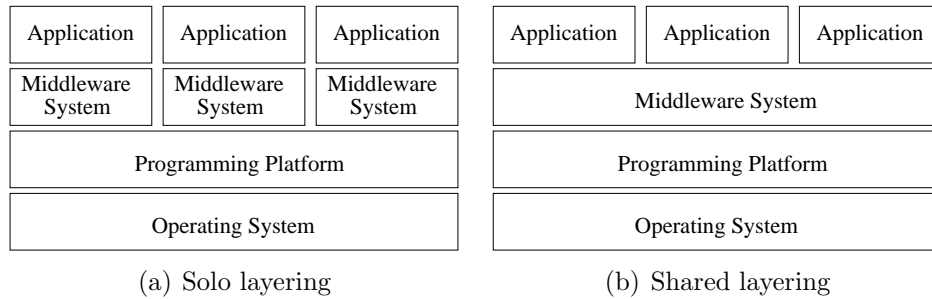 Application
Application
Application
Middleware
System
Middleware
System
Middleware
System
Programming Platform
Operating System
(a) Solo layering
Application
Application
Application
Middleware System
Programming Platform
Operating System
(b) Shared layering